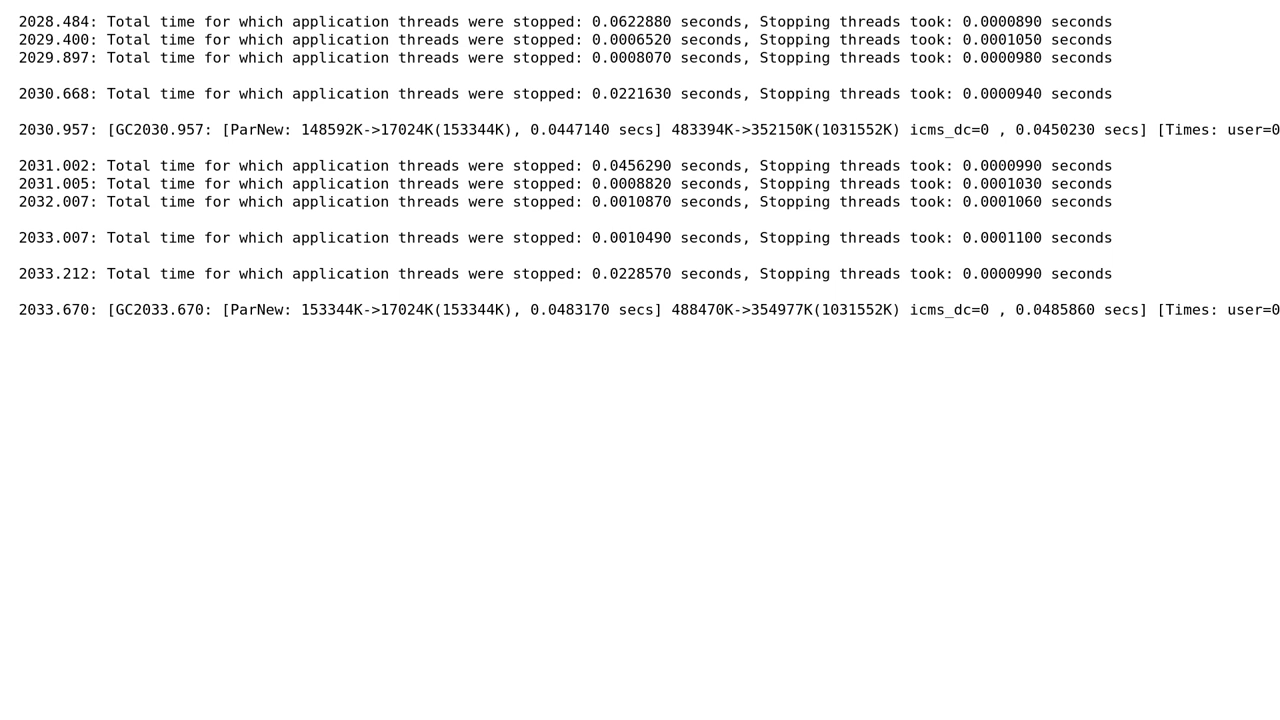 2028.484: Total time for which application threads were stopped: 0.0622880 seconds, Stopping threads took: 0.0000890 seconds
2029.400: Total time for which application threads were stopped: 0.0006520 seconds, Stopping threads took: 0.0001050 seconds
2029.897: Total time for which application threads were stopped: 0.0008070 seconds, Stopping threads took: 0.0000980 seconds
2030.668: Total time for which application threads were stopped: 0.0221630 seconds, Stopping threads took: 0.0000940 seconds
2030.957: [GC2030.957: [ParNew: 148592K->17024K(153344K), 0.0447140 secs] 483394K->352150K(1031552K) icms_dc=0 , 0.0450230 secs] [Times: user=0
2031.002: Total time for which application threads were stopped: 0.0456290 seconds, Stopping threads took: 0.0000990 seconds
2031.005: Total time for which application threads were stopped: 0.0008820 seconds, Stopping threads took: 0.0001030 seconds
2032.007: Total time for which application threads were stopped: 0.0010870 seconds, Stopping threads took: 0.0001060 seconds
2033.007: Total time for which application threads were stopped: 0.0010490 seconds, Stopping threads took: 0.0001100 seconds
2033.212: Total time for which application threads were stopped: 0.0228570 seconds, Stopping threads took: 0.0000990 seconds
2033.670: [GC2033.670: [ParNew: 153344K->17024K(153344K), 0.0483170 secs] 488470K->354977K(1031552K) icms_dc=0 , 0.0485860 secs] [Times: user=0